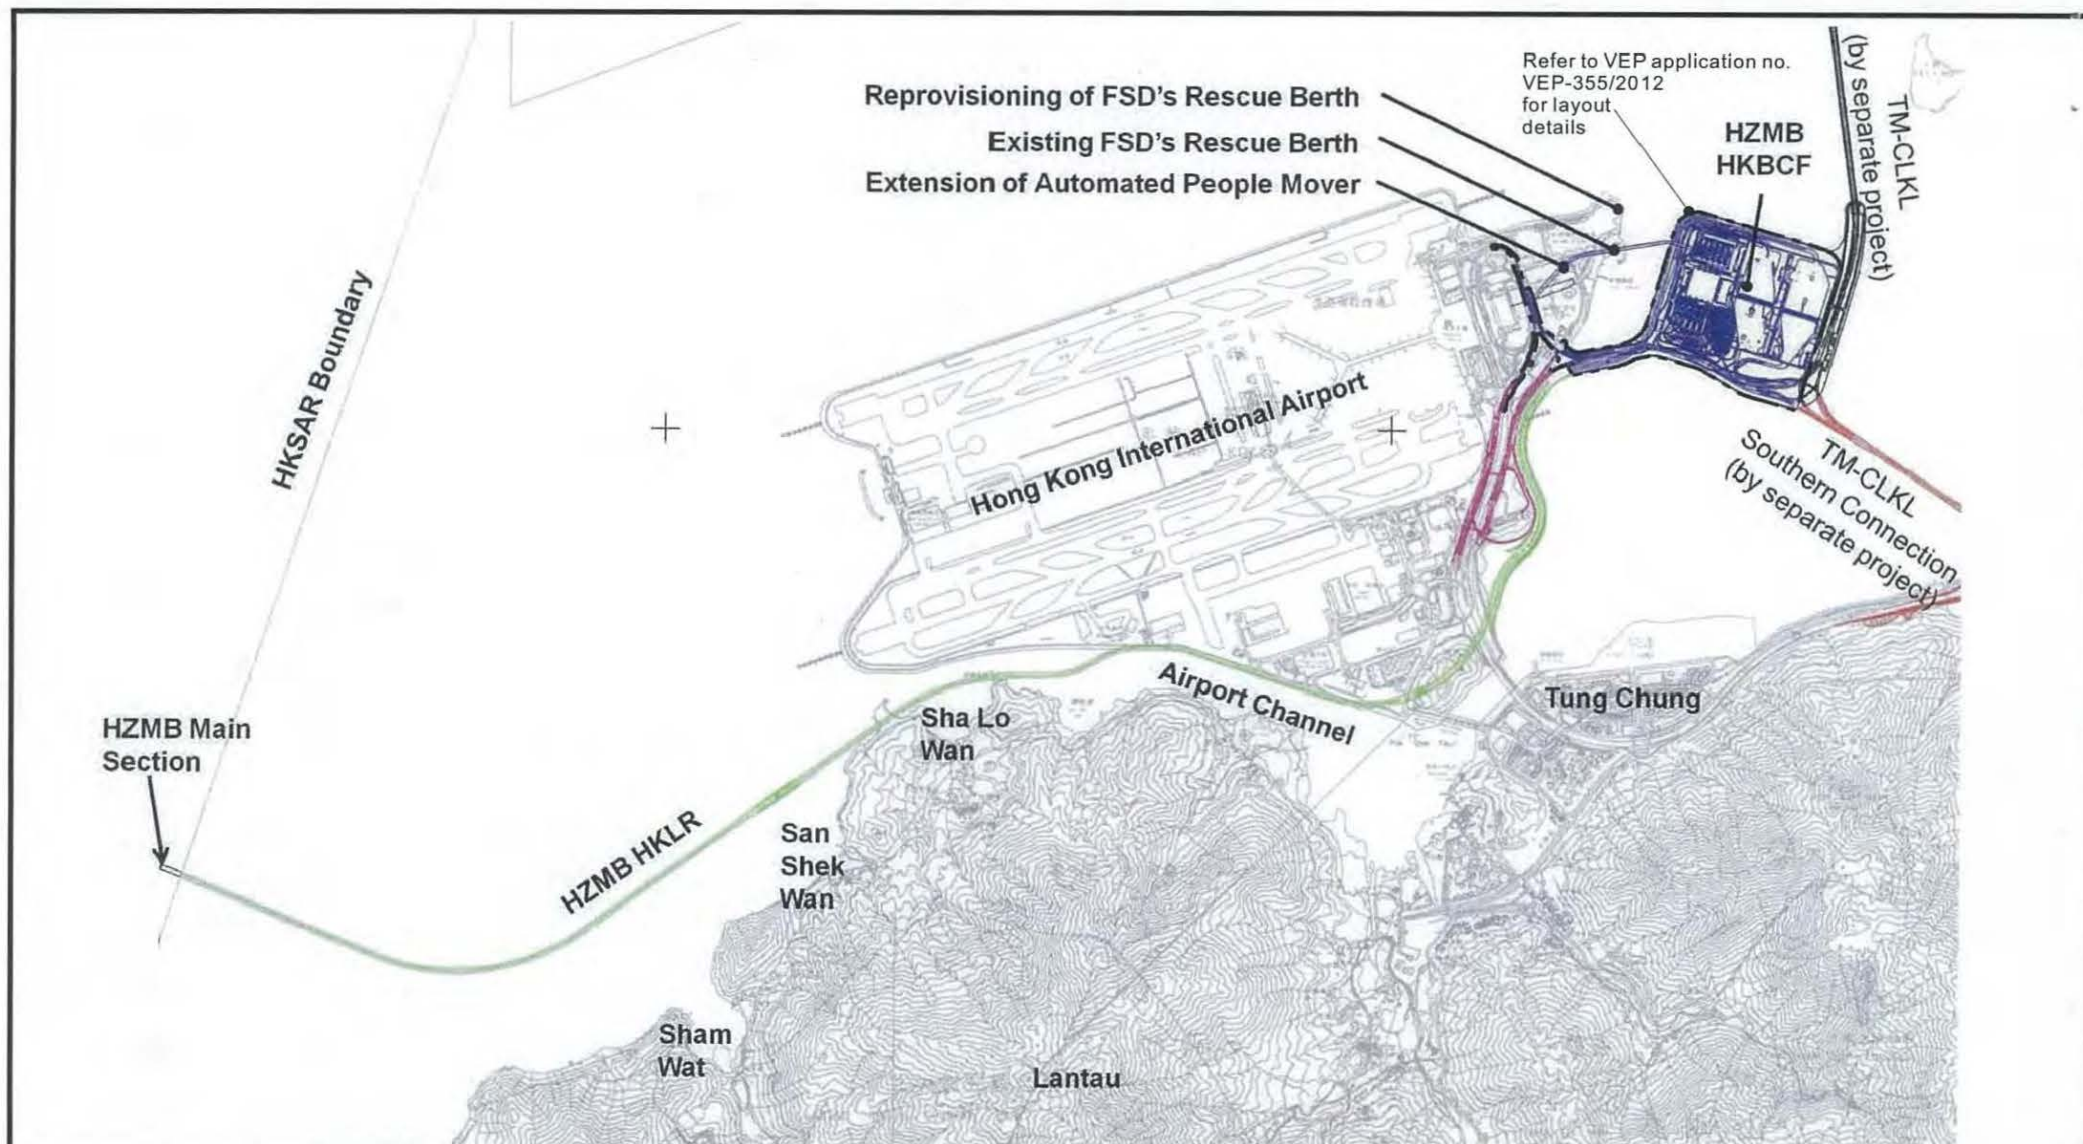 Reprovisioning of FSD's Rescue Berth
Existing FSD's Rescue Berth
Extension of Automated People Mover
Refer to VEP application no.
VEP-355/2012
for layout
details
HZMB
HKBCF
TM-CLKL
(by separate project)
HKSAR Boundary
Hong Kong International Airport
TM-CLKL
Southern Connection
(by separate project)
Airport Channel
Tung Chung
Sha Lo
Wan
HZMB Main
Section
HZMB HKLR
San
Shek
Wan
Sham
Wat
Lantau